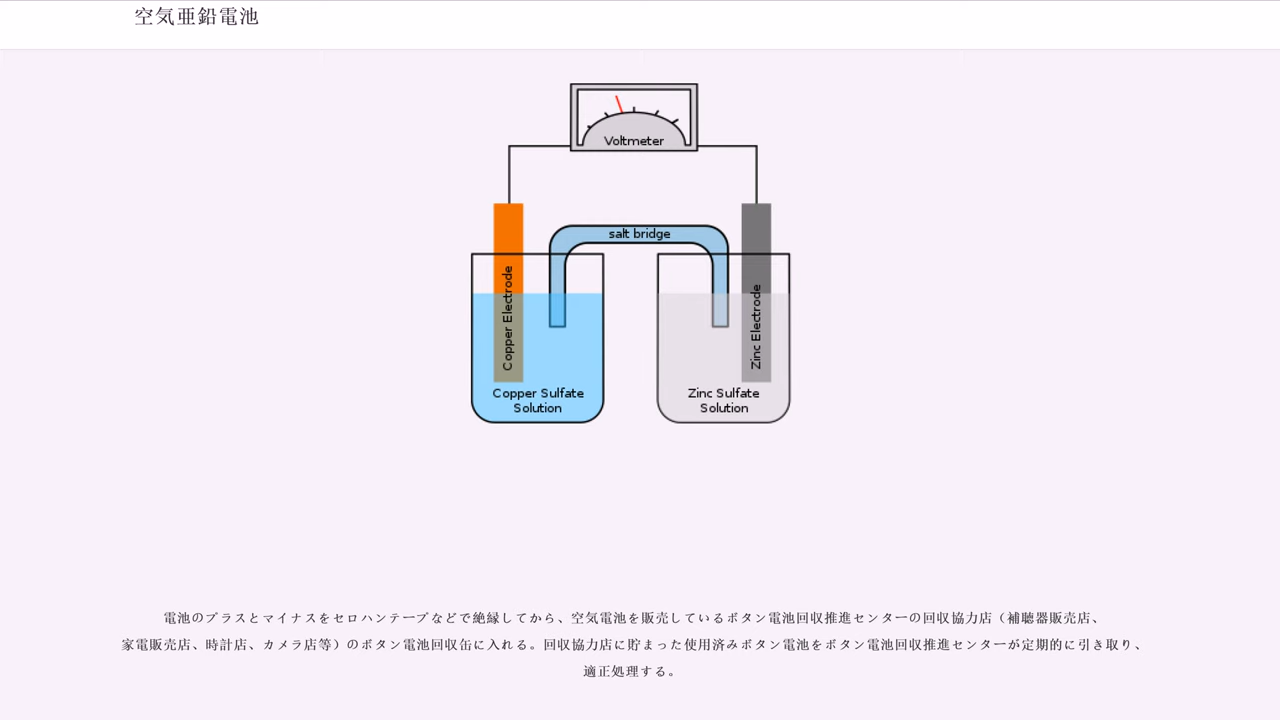 空気亜鉛電池
Voltmeter
salt bridge
Copper Electrode
Zinc Electrode
Copper Sulfate
Solution
Zinc Sulfate
Solution
電池のプラスとマイナスをセロハンテープなどで絶縁してから、空気電池を販売しているボタン電池回収推進センターの回収協力店（補聴器販売店、
家電販売店、時計店、カメラ店等）のボタン電池回収缶に入れる。回収協力店に貯まった使用済みボタン電池をボタン電池回収推進センターが定期的に引き取り、
適正処理する。